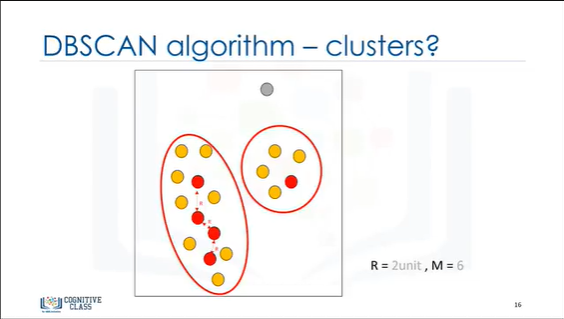 DBSCAN algorithm – clusters?
R = 2unit , M = 6
COGNITIVE
CLASS
16